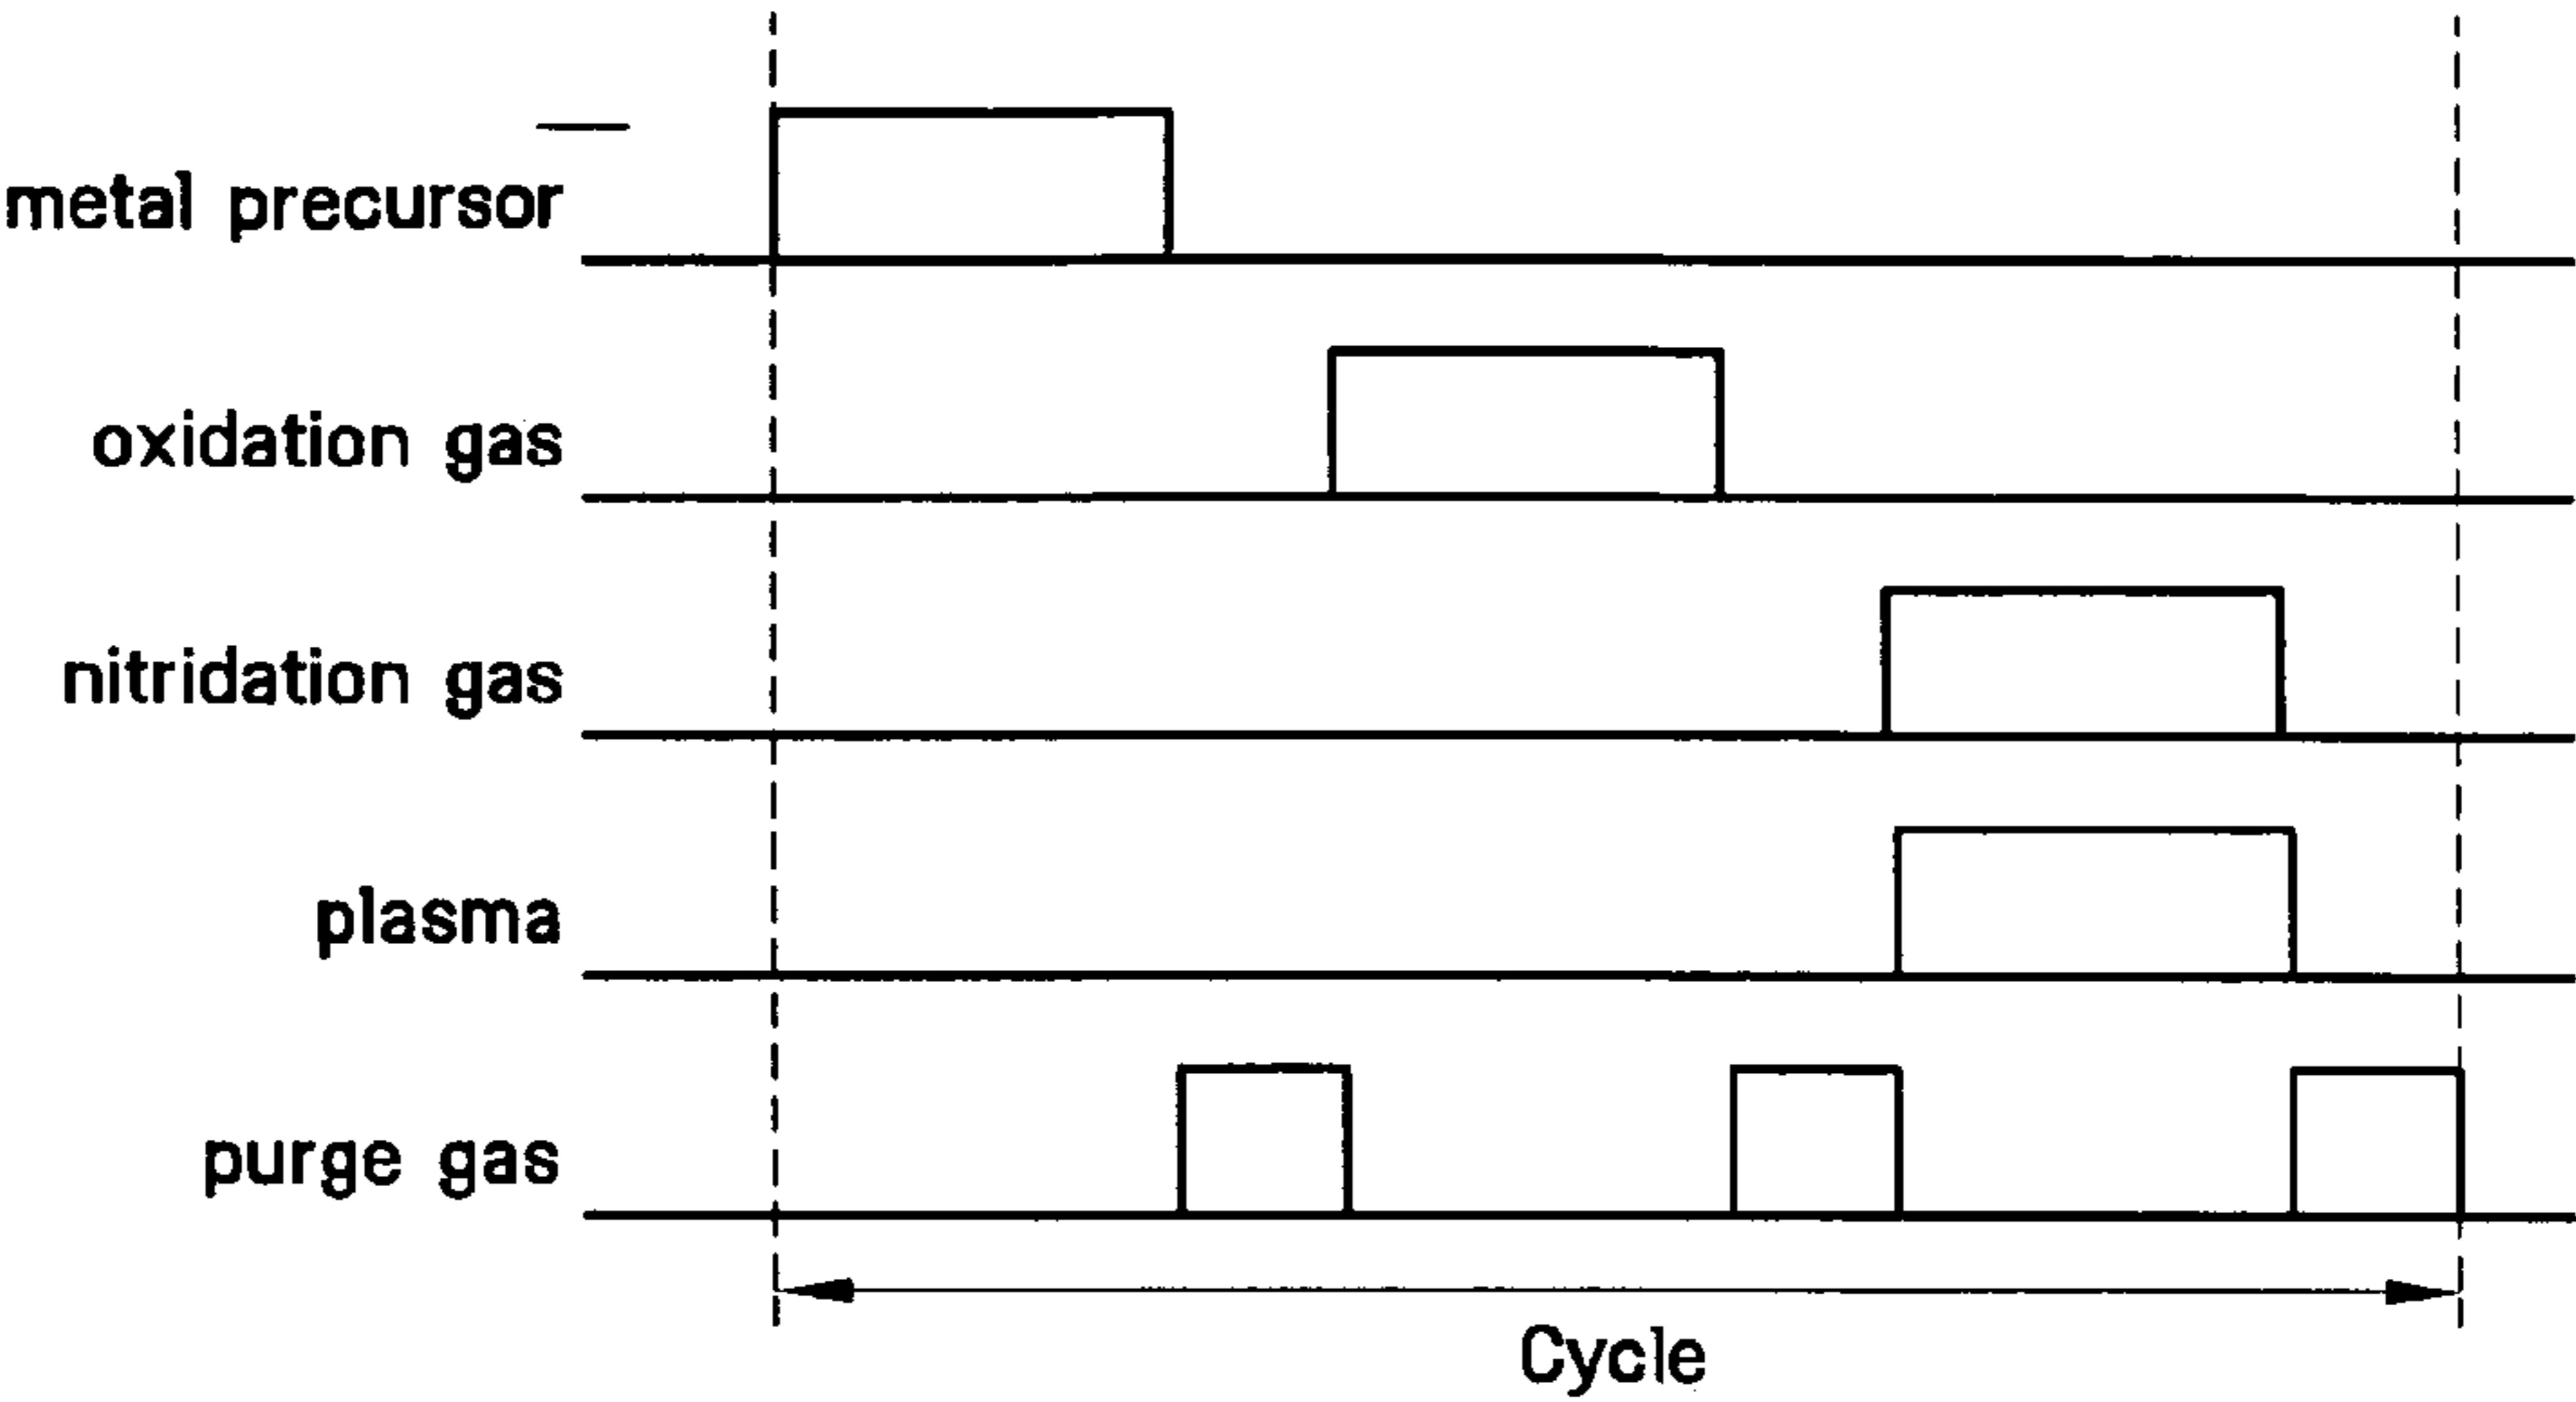 metal precursor
oxidation gas
nitridation gas
plasma
purge gas
Cycle